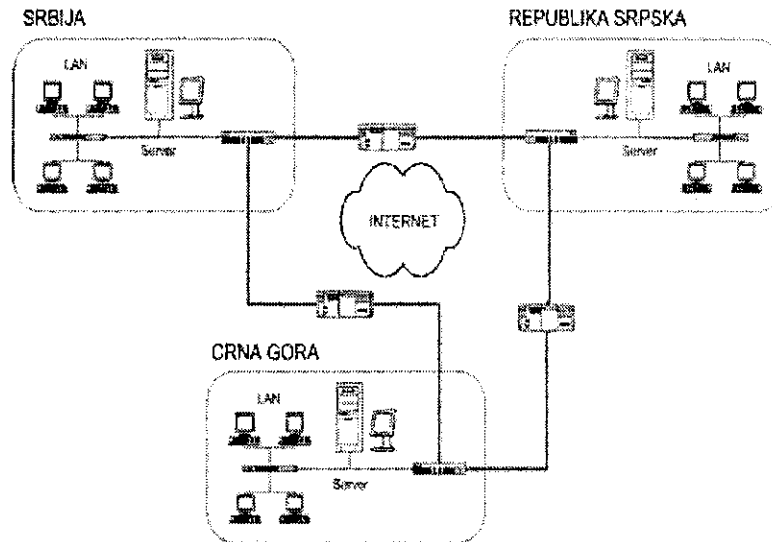 SRBIJA
REPUBLIKA SRPSKA
LAN
LAN
Server
Server
INTERNET
CRNA GORA
LAN
Server